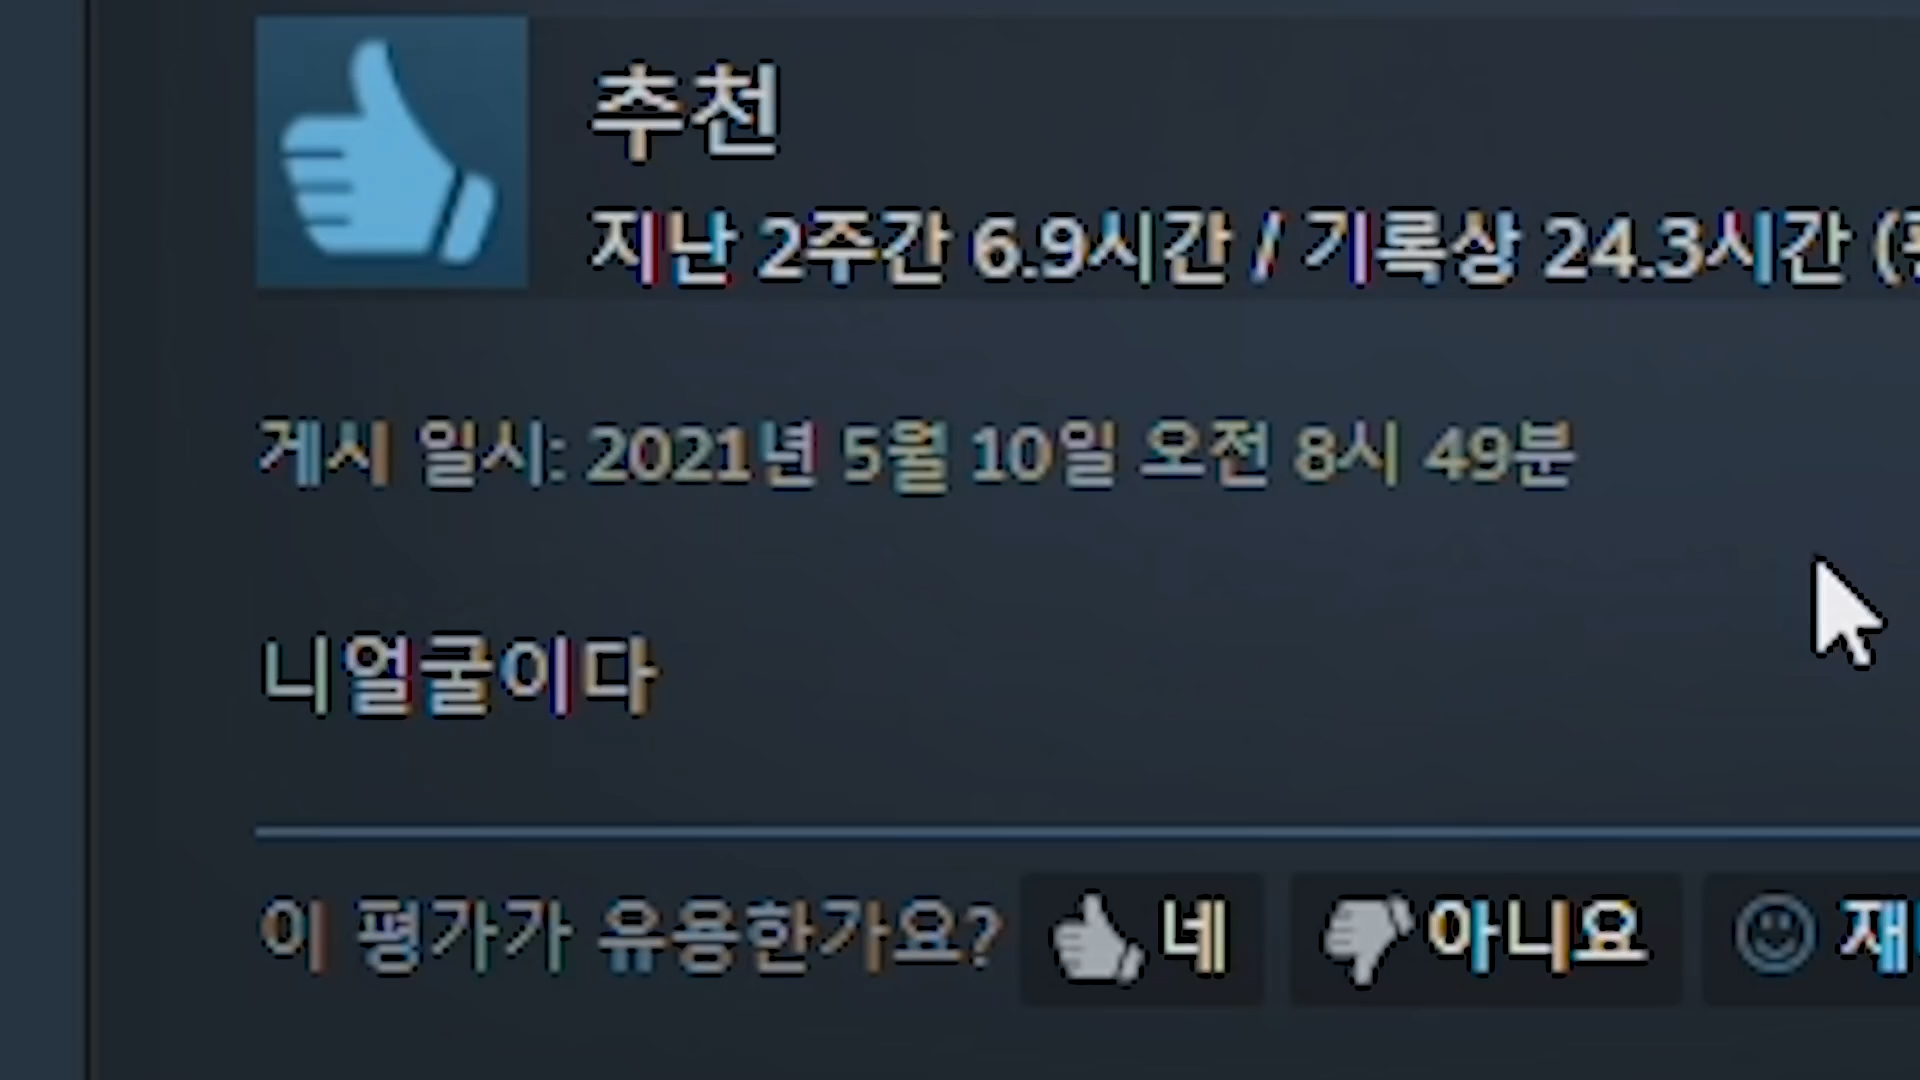 추천
지난 2주간 6.9시간 / 기록상 24.3시간 (
게시 일시: 2021년 5월 10일 오전 8시 49분
니얼굴이다
이 평가가 유용한가요? 네 아니요 재